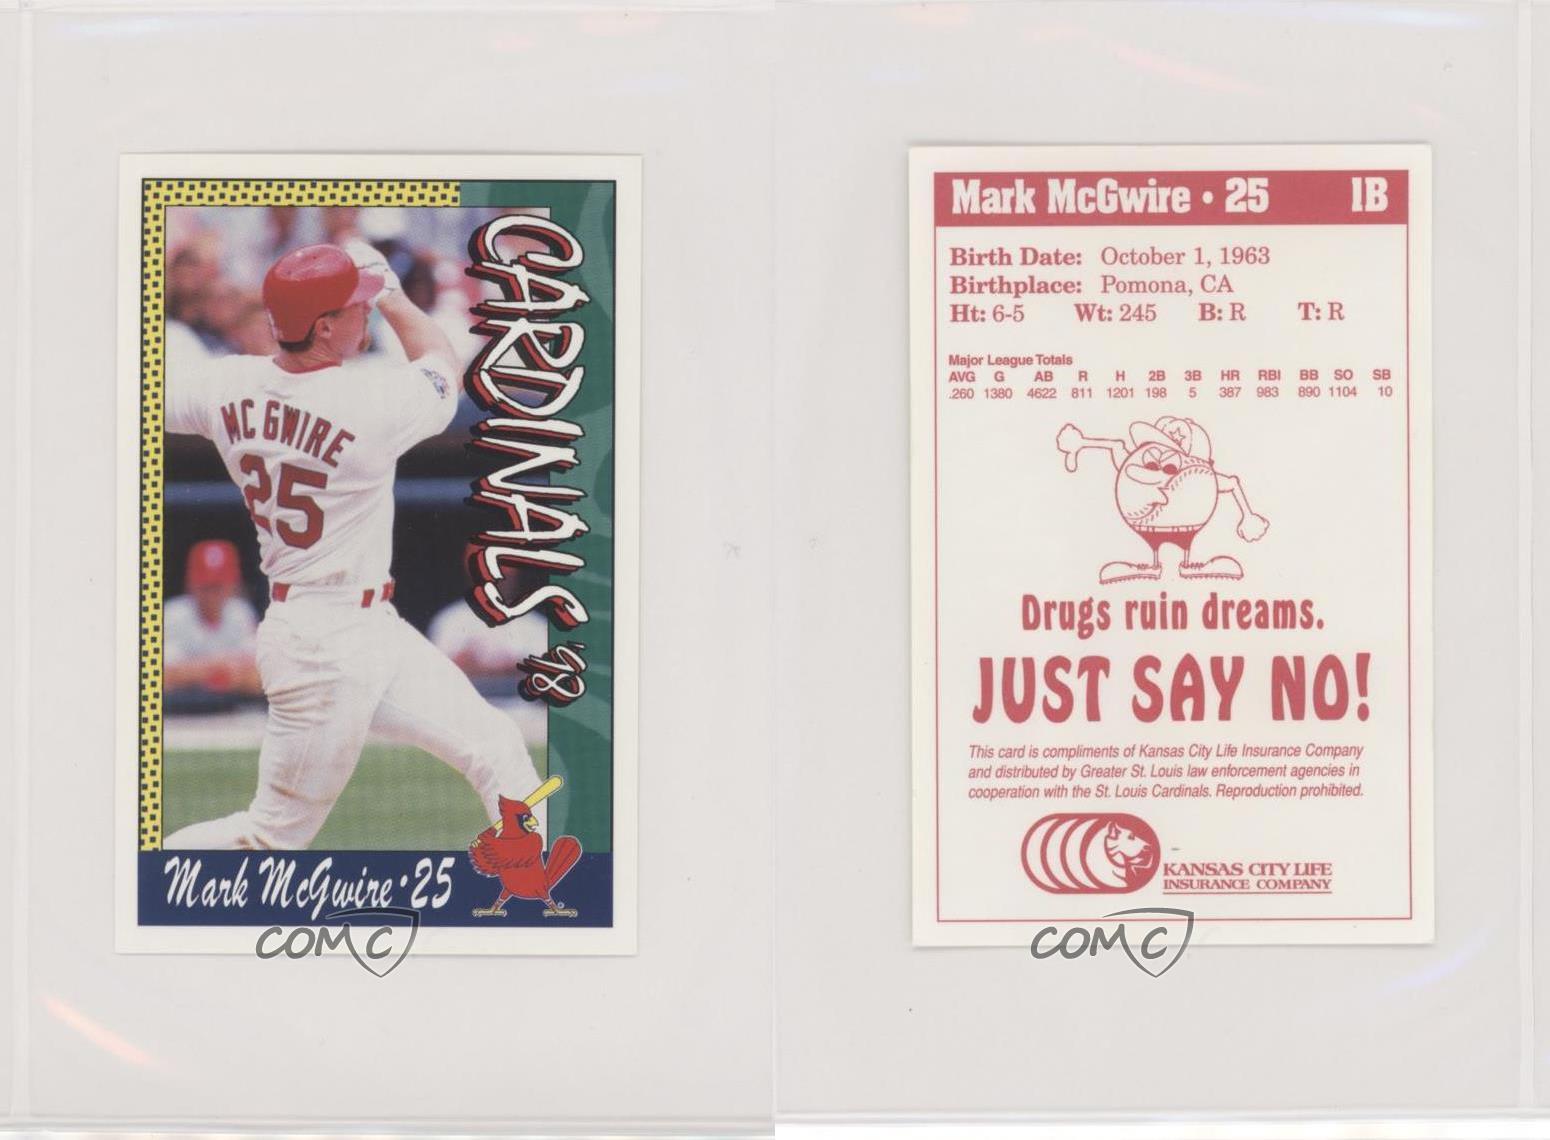 CARDINALS '98
MC GWIRE
25
Mark McGwire • 25
COMC
Mark McGwire • 25 1B
Birth Date: October 1, 1963
Birthplace: Pomona, CA
Ht: 6-5 Wt: 245 B: R T: R
Major League Totals
AVG G AB R H 2B 3B HR RBI BB SO SB
.260 1380 4622 811 1201 198 5 387 983 890 1104 10
Drugs ruin dreams.
JUST SAY NO!
This card is compliments of Kansas City Life Insurance Company
and distributed by Greater St. Louis law enforcement agencies in
cooperation with the St. Louis Cardinals. Reproduction prohibited.
KANSAS CITY LIFE
INSURANCE COMPANY
COMC